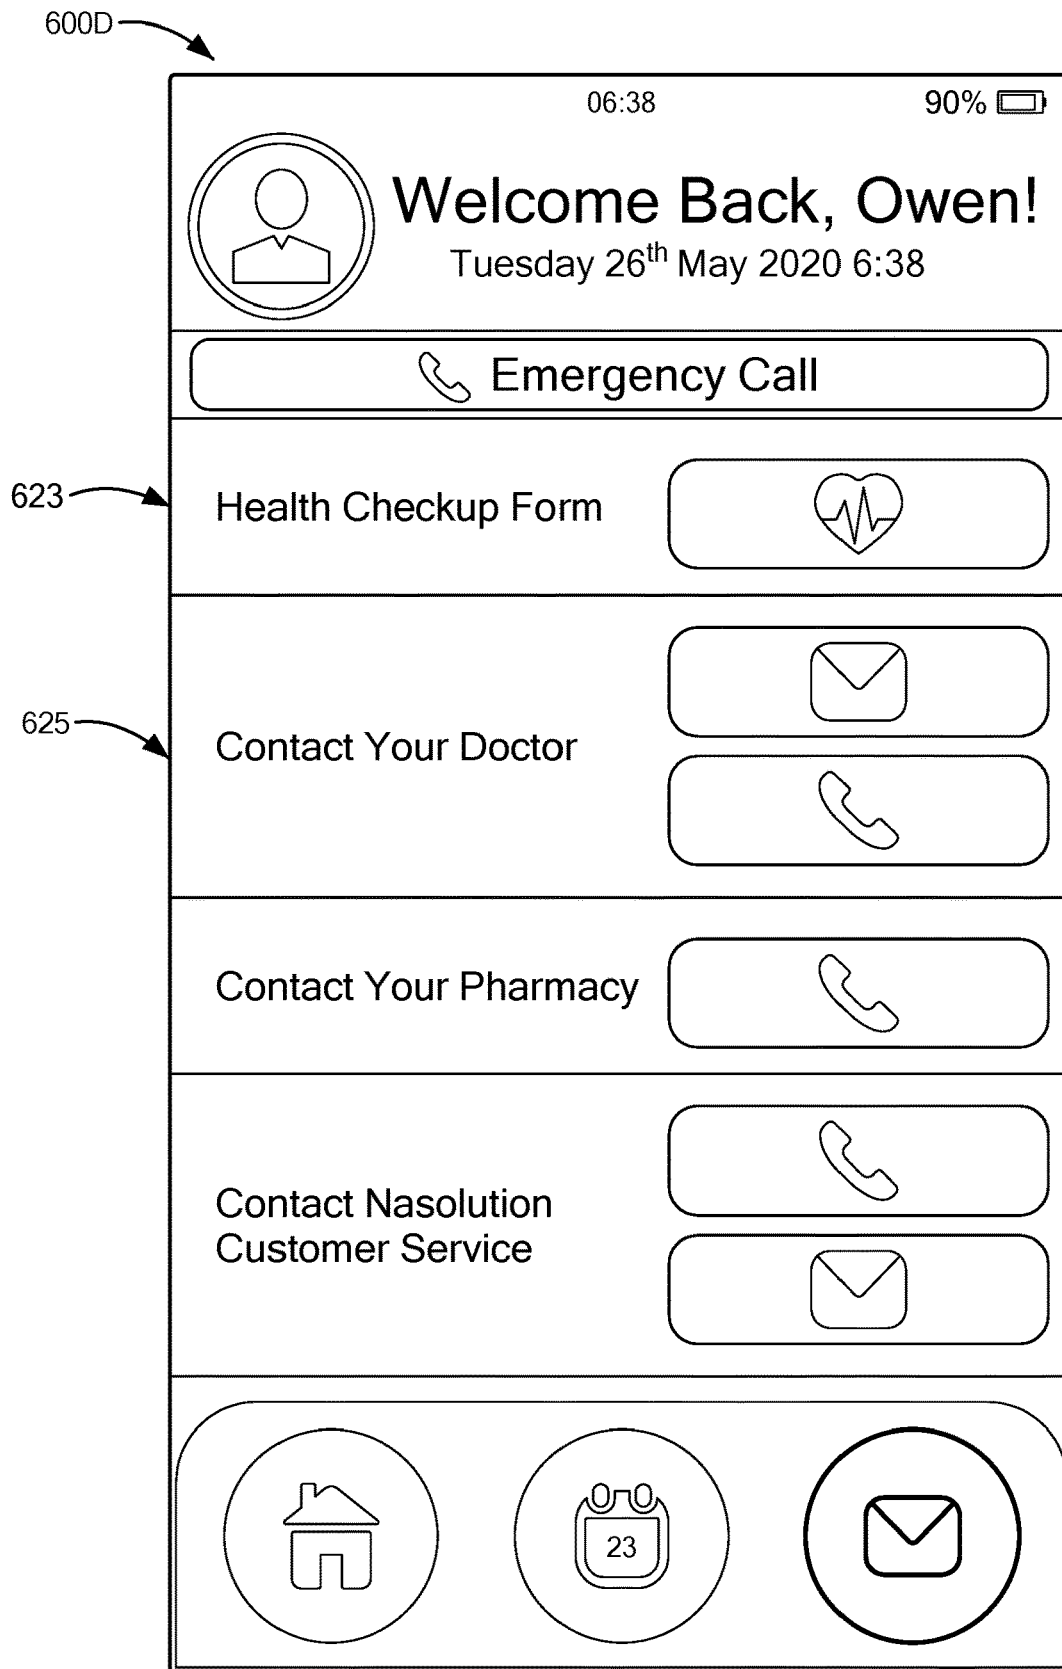 600D
06:38 90%
Welcome Back, Owen!
Tuesday 26th May 2020 6:38
Emergency Call
623
Health Checkup Form
625
Contact Your Doctor
Contact Your Pharmacy
Contact Nasolution
Customer Service
23